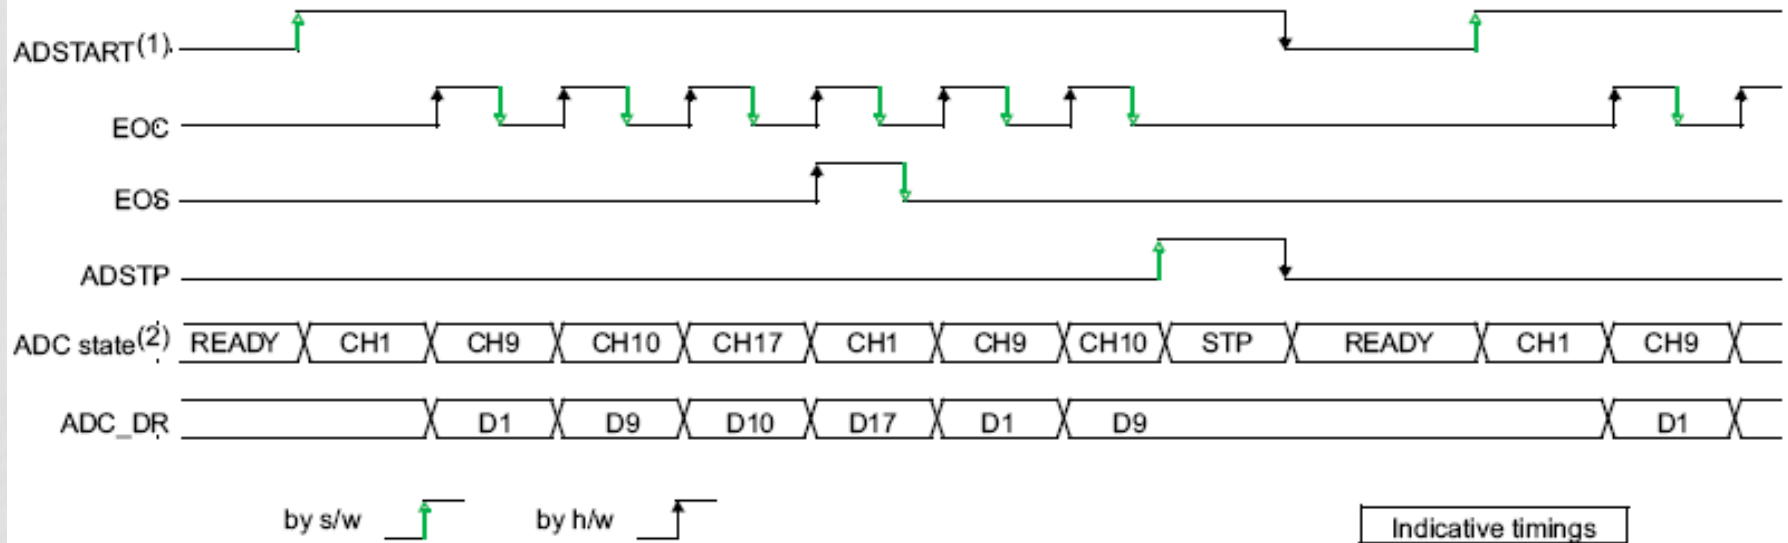 ADSTART(1)
EOC
EOS
ADSTP
ADC state(2) READY CH1 CH9 CH10 CH17 CH1 CH9 CH10 STP READY CH1 CH9
ADC_DR D1 D9 D10 D17 D1 D9 D1
by s/w by h/w Indicative timings